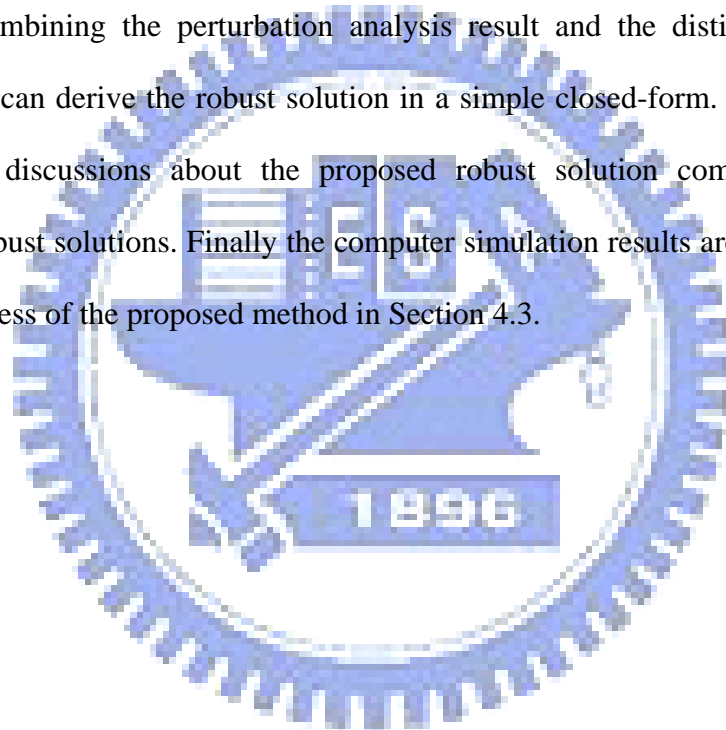 mbining the perturbation analysis result and the disti
can derive the robust solution in a simple closed-form.
discussions about the proposed robust solution com
bust solutions. Finally the computer simulation results are
ess of the proposed method in Section 4.3.
1896